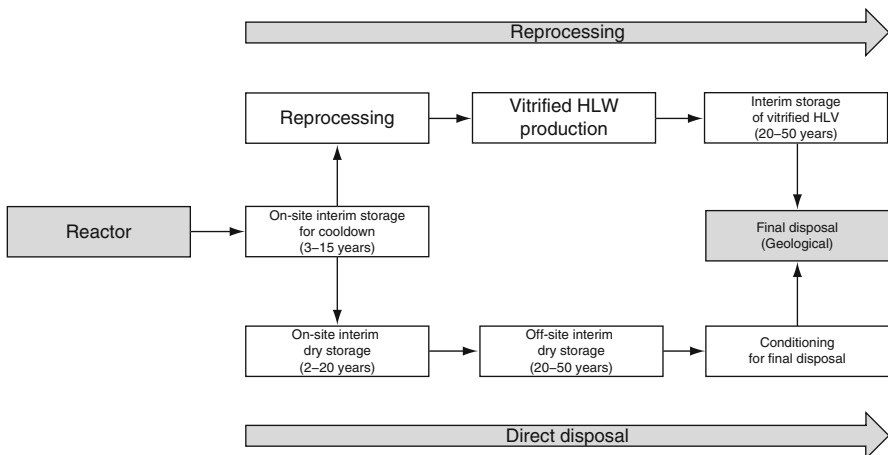 Reprocessing
Reprocessing
Vitrified HLW
production
Interim storage
of vitrified HLV
(20–50 years)
Reactor
On-site interim storage
for cooldown
(3–15 years)
Final disposal
(Geological)
On-site interim
dry storage
(2–20 years)
Off-site interim
dry storage
(20–50 years)
Conditioning
for final disposal
Direct disposal